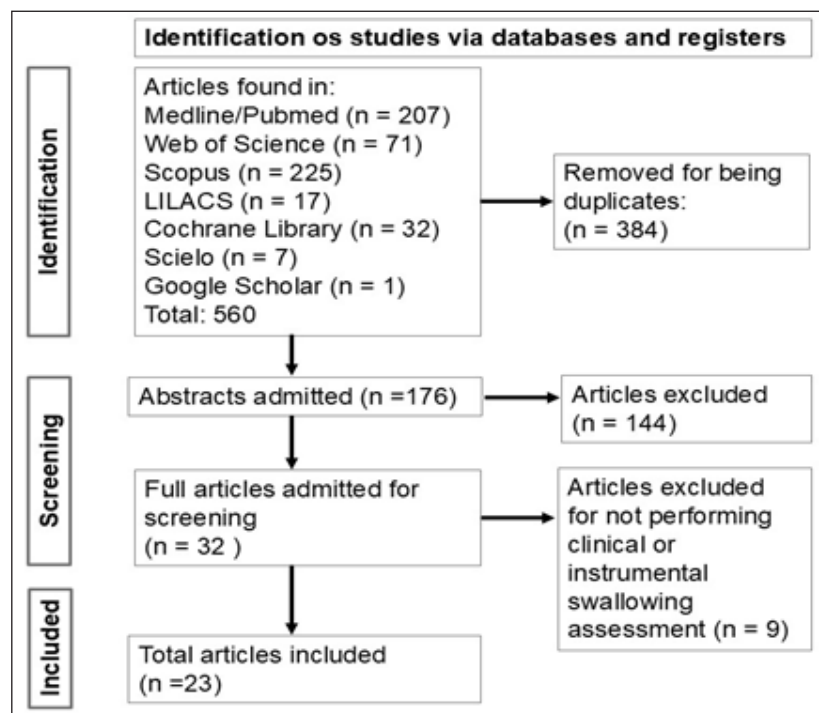 Identification os studies via databases and registers
Identification
Articles found in:
Medline/Pubmed (n = 207)
Web of Science (n = 71)
Scopus (n = 225)
LILACS (n = 17)
Cochrane Library (n = 32)
Scielo (n = 7)
Google Scholar (n = 1)
Total: 560
Removed for being
duplicates:
(n = 384)
Screening
Abstracts admitted (n =176)
Articles excluded
(n = 144)
Full articles admitted for
screening
(n = 32 )
Articles excluded
for not performing
clinical or
instrumental
swallowing
assessment (n = 9)
Included
Total articles included
(n =23)